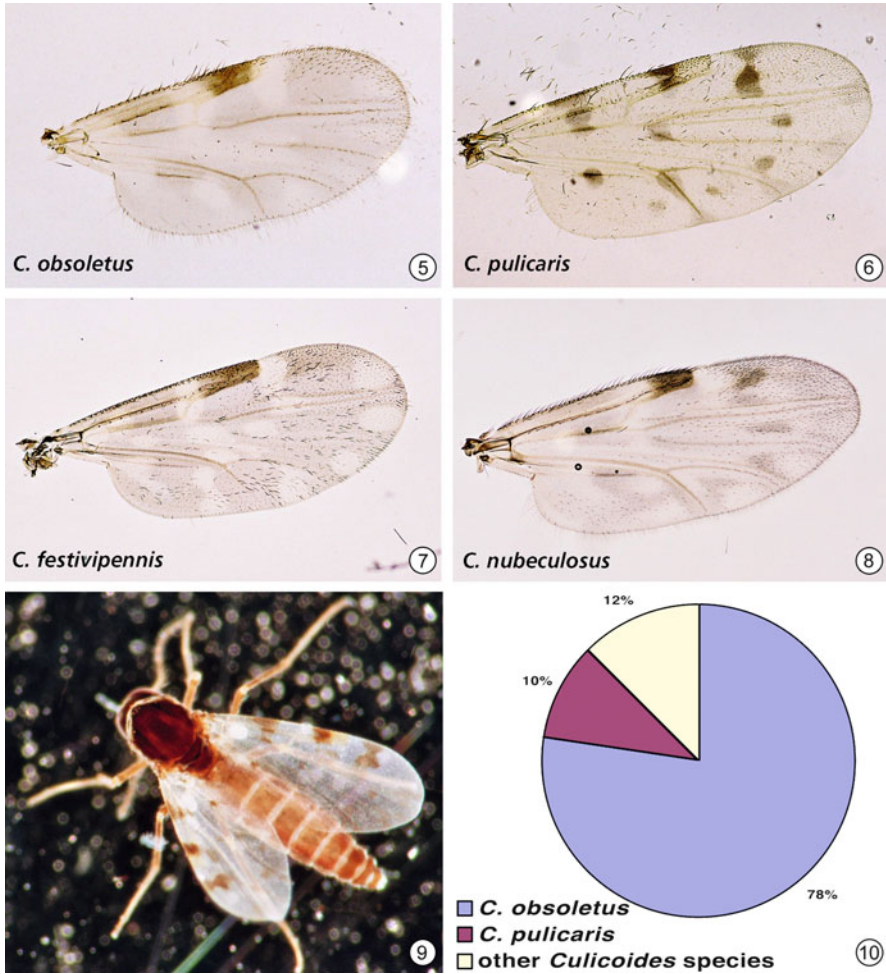 C. obsoletus
5
C. pulicaris
6
C. festivipennis
7
C. nubeculosus
8
9
12%
10%
78%
C. obsoletus
C. pulicaris
other Culicoides species
10